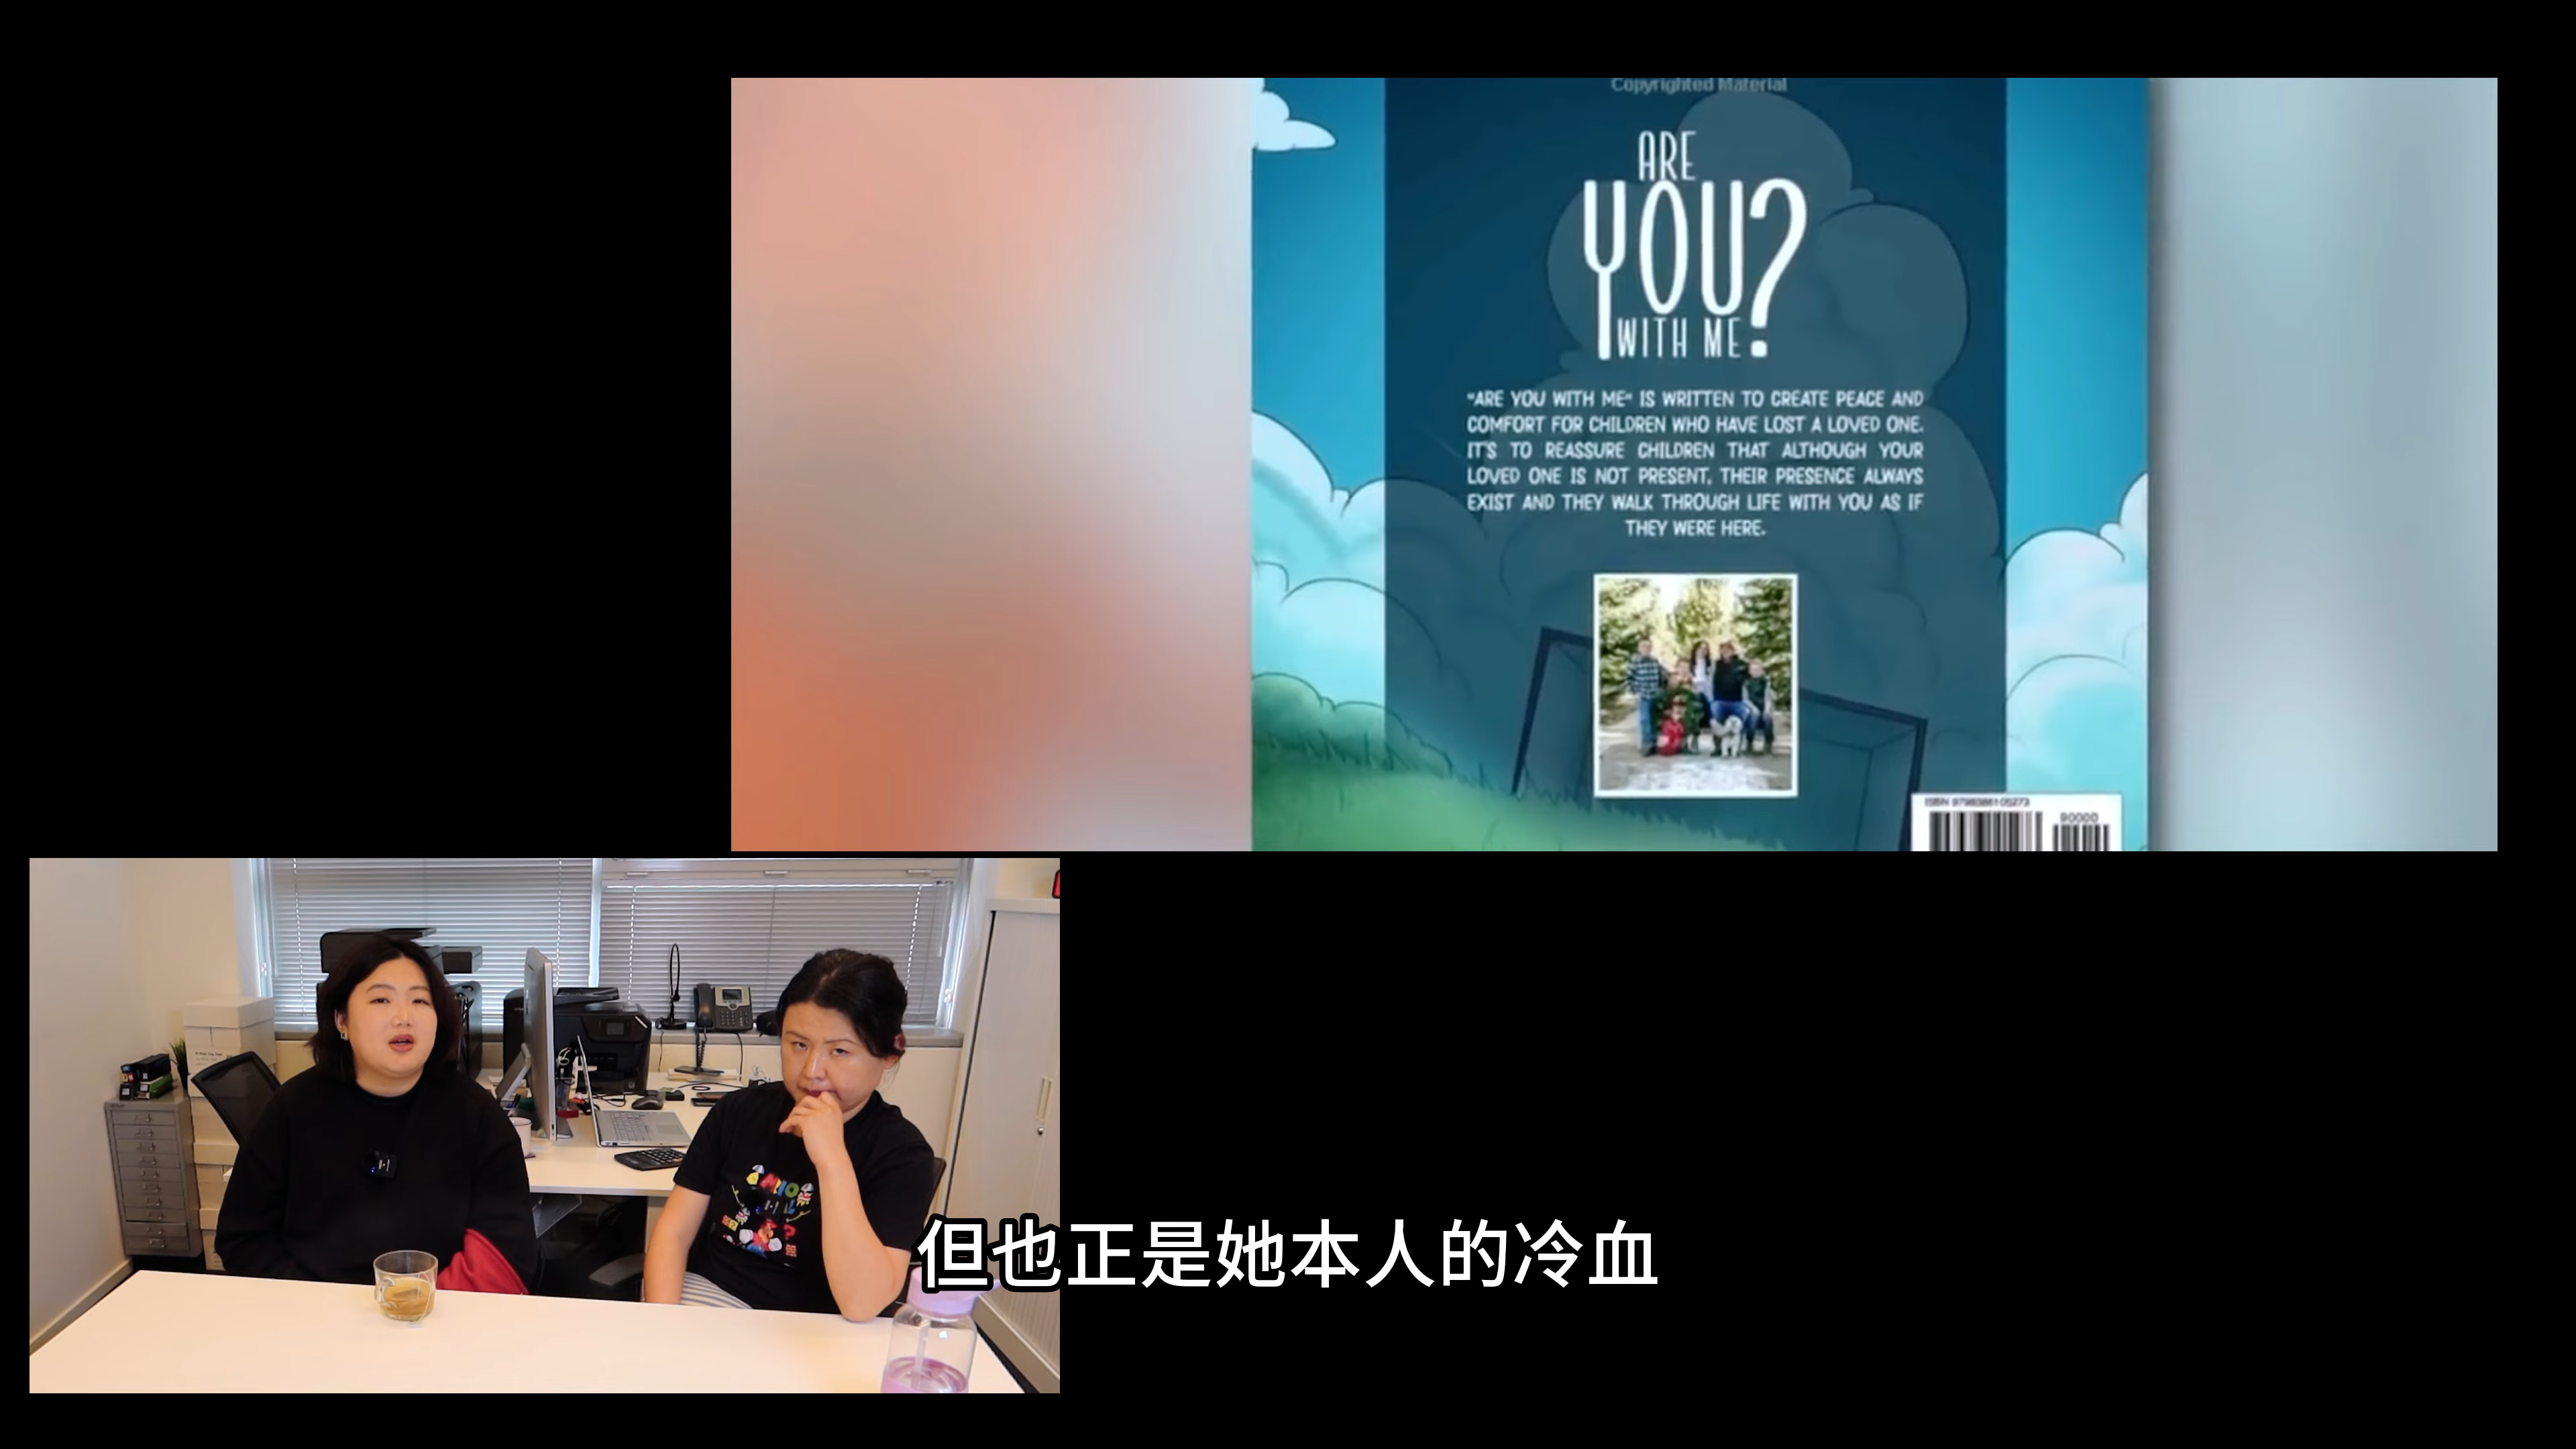 Copyrighted Material
ARE
YOU?
WITH ME
"ARE YOU WITH ME" IS WRITTEN TO CREATE PEACE AND
COMFORT FOR CHILDREN WHO HAVE LOST A LOVED ONE.
IT'S TO REASSURE CHILDREN THAT ALTHOUGH YOUR
LOVED ONE IS NOT PRESENT, THEIR PRESENCE ALWAYS
EXIST AND THEY WALK THROUGH LIFE WITH YOU AS IF
THEY WERE HERE.
ISBN 9798386105273
90000
但也正是她本人的冷血